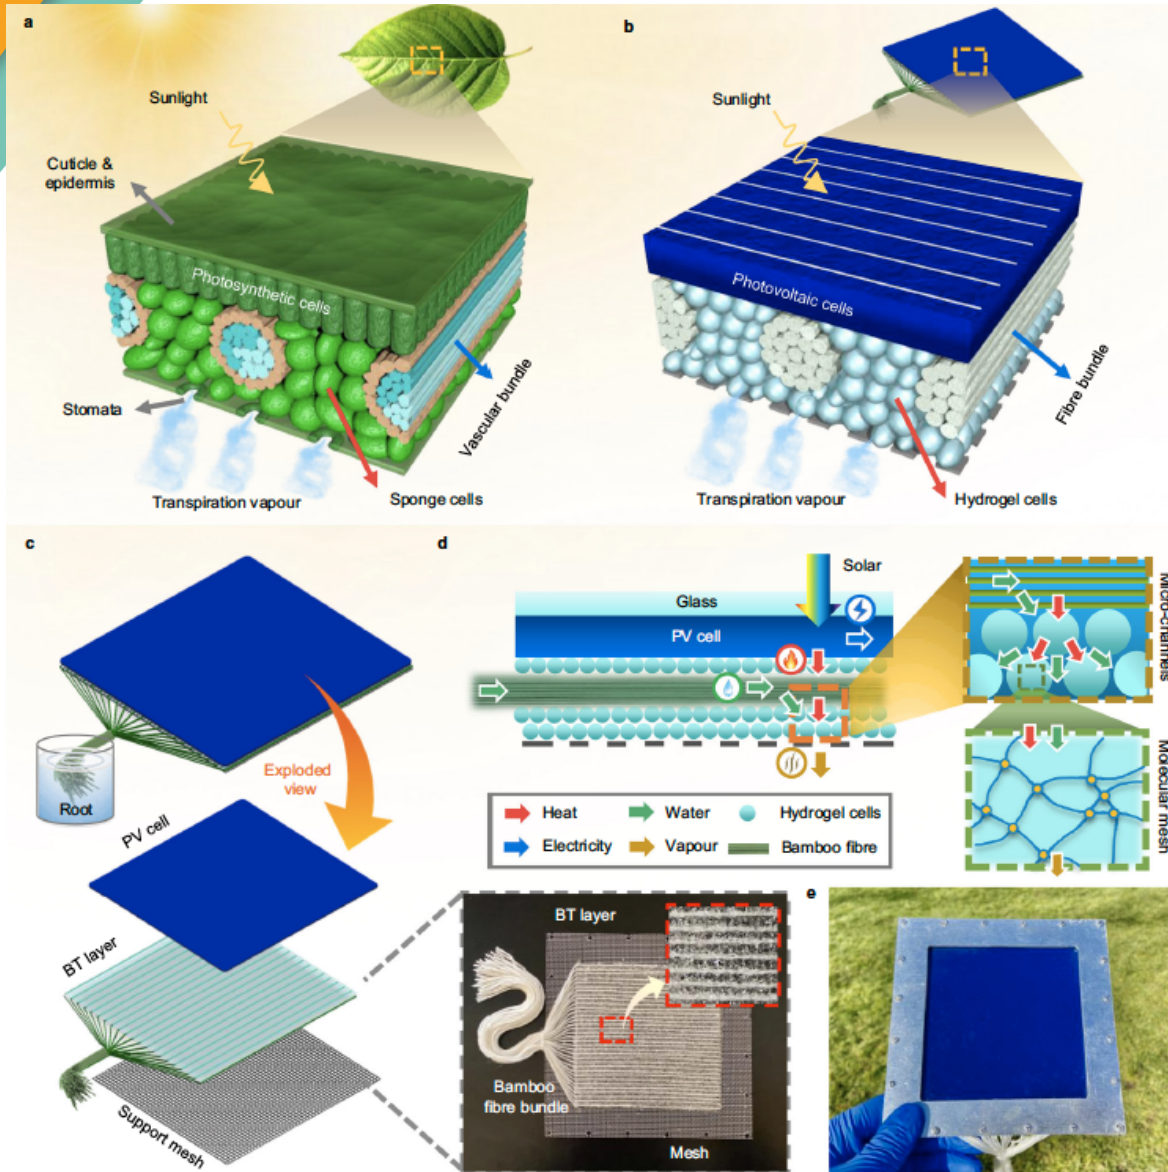 a
Sunlight
Cuticle &
epidermis
Photosynthetic cells
Stomata
Vascular bundle
Transpiration vapour
Sponge cells
b
Sunlight
Photovoltaic cells
Fibre bundle
Transpiration vapour
Hydrogel cells
c
Root
Exploded
view
PV cell
BT layer
Support mesh
d
Solar
Glass
PV cell
Micro-channels
Molecular mesh
Heat
Water
Hydrogel cells
Electricity
Vapour
Bamboo fibre
BT layer
Bamboo
fibre bundle
Mesh
e